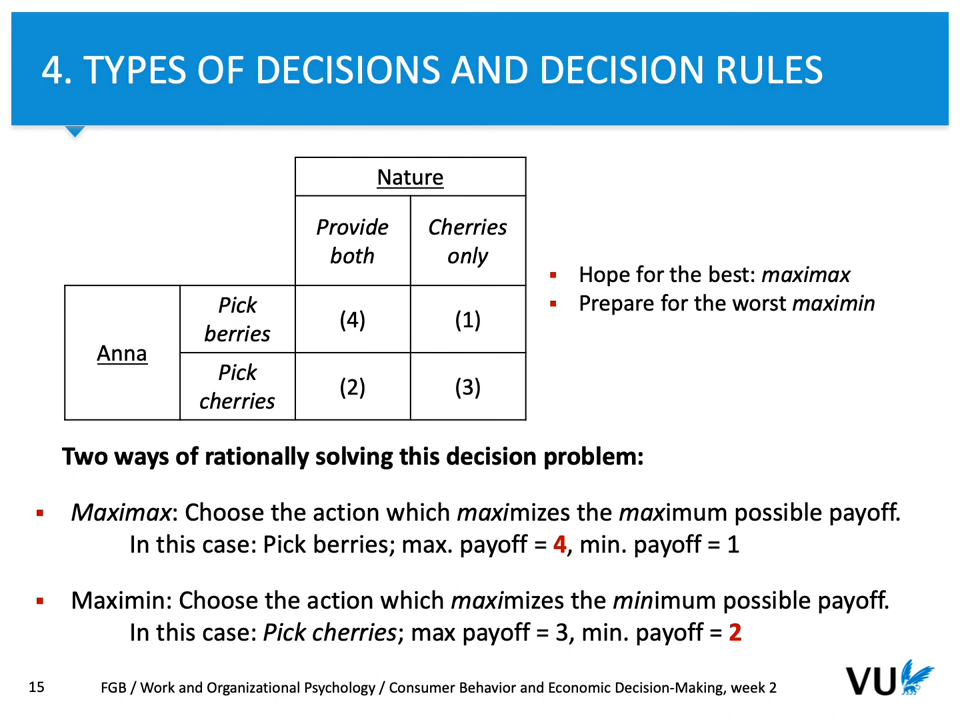 4. TYPES OF DECISIONS AND DECISION RULES
Nature
Provide
both
Cherries
only
Anna
Pick
berries
(4)
(1)
Pick
cherries
(2)
(3)
▪ Hope for the best: maximax
▪ Prepare for the worst maximin
Two ways of rationally solving this decision problem:
▪ Maximax: Choose the action which maximizes the maximum possible payoff.
In this case: Pick berries; max. payoff = 4, min. payoff = 1
▪ Maximin: Choose the action which maximizes the minimum possible payoff.
In this case: Pick cherries; max payoff = 3, min. payoff = 2
15
FGB / Work and Organizational Psychology / Consumer Behavior and Economic Decision-Making, week 2
VU